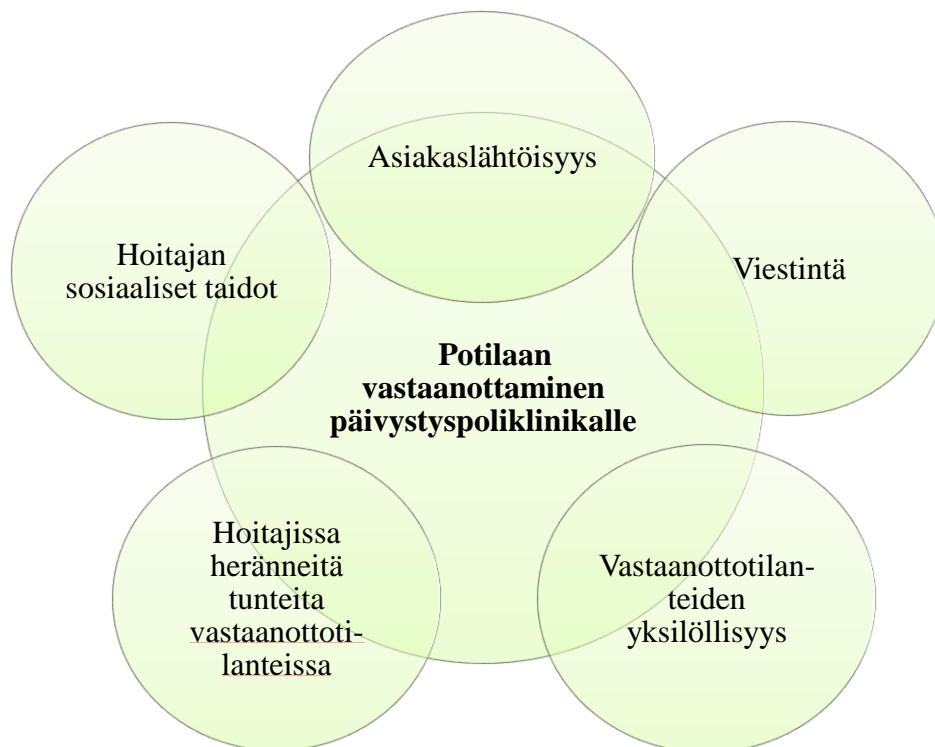 Asiakaslähtöisyys
Hoitajan
sosiaaliset taidot
Viestintä
Potilaan
vastaanottaminen
päivystyspoliklinikalle
Hoitajissa
heränneitä
tunteita
vastaanottoti-
lanteissa
Vastaanottotilan-
teiden
yksilöllisyys